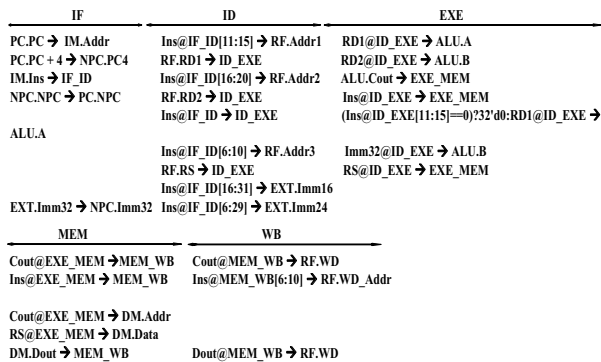 IF ID EXE
PC.PC → IM.Addr Ins@IF_ID[11:15] → RF.Addr1 RD1@ID_EXE → ALU.A
PC.PC + 4 → NPC.PC4 RF.RD1 → ID_EXE RD2@ID_EXE → ALU.B
IM.Ins → IF_ID Ins@IF_ID[16:20] → RF.Addr2 ALU.Cout → EXE_MEM
NPC.NPC → PC.NPC RF.RD2 → ID_EXE Ins@ID_EXE → EXE_MEM
Ins@IF_ID → ID_EXE (Ins@ID_EXE[11:15]==0)?32'd0:RD1@ID_EXE →
ALU.A
Ins@IF_ID[6:10] → RF.Addr3 Imm32@ID_EXE → ALU.B
RF.RS → ID_EXE RS@ID_EXE → EXE_MEM
Ins@IF_ID[16:31] → EXT.Imm16
EXT.Imm32 → NPC.Imm32 Ins@IF_ID[6:29] → EXT.Imm24
MEM WB
Cout@EXE_MEM → MEM_WB Cout@MEM_WB → RF.WD
Ins@EXE_MEM → MEM_WB Ins@MEM_WB[6:10] → RF.WD_Addr
Cout@EXE_MEM → DM.Addr
RS@EXE_MEM → DM.Data
DM.Dout → MEM_WB Dout@MEM_WB → RF.WD